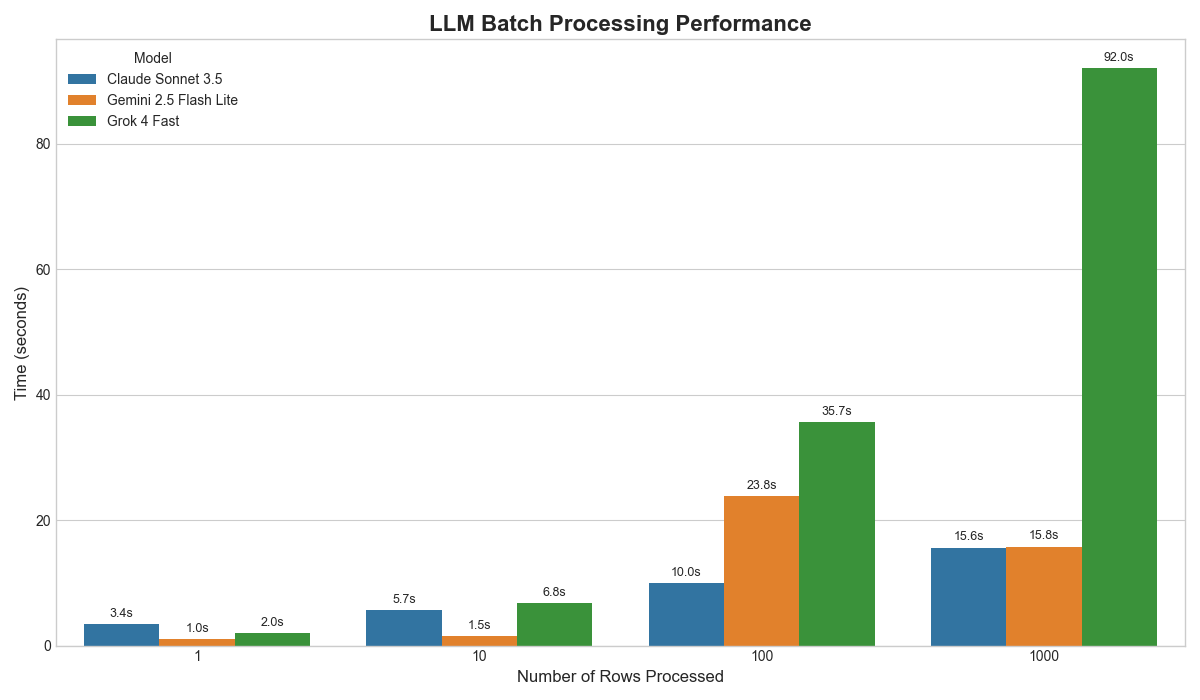 LLM Batch Processing Performance
Model
Claude Sonnet 3.5
Gemini 2.5 Flash Lite
Grok 4 Fast
Time (seconds)
80
60
40
20
0
3.4s
1.0s
2.0s
5.7s
1.5s
6.8s
10.0s
23.8s
35.7s
15.6s
15.8s
92.0s
1
10
100
1000
Number of Rows Processed